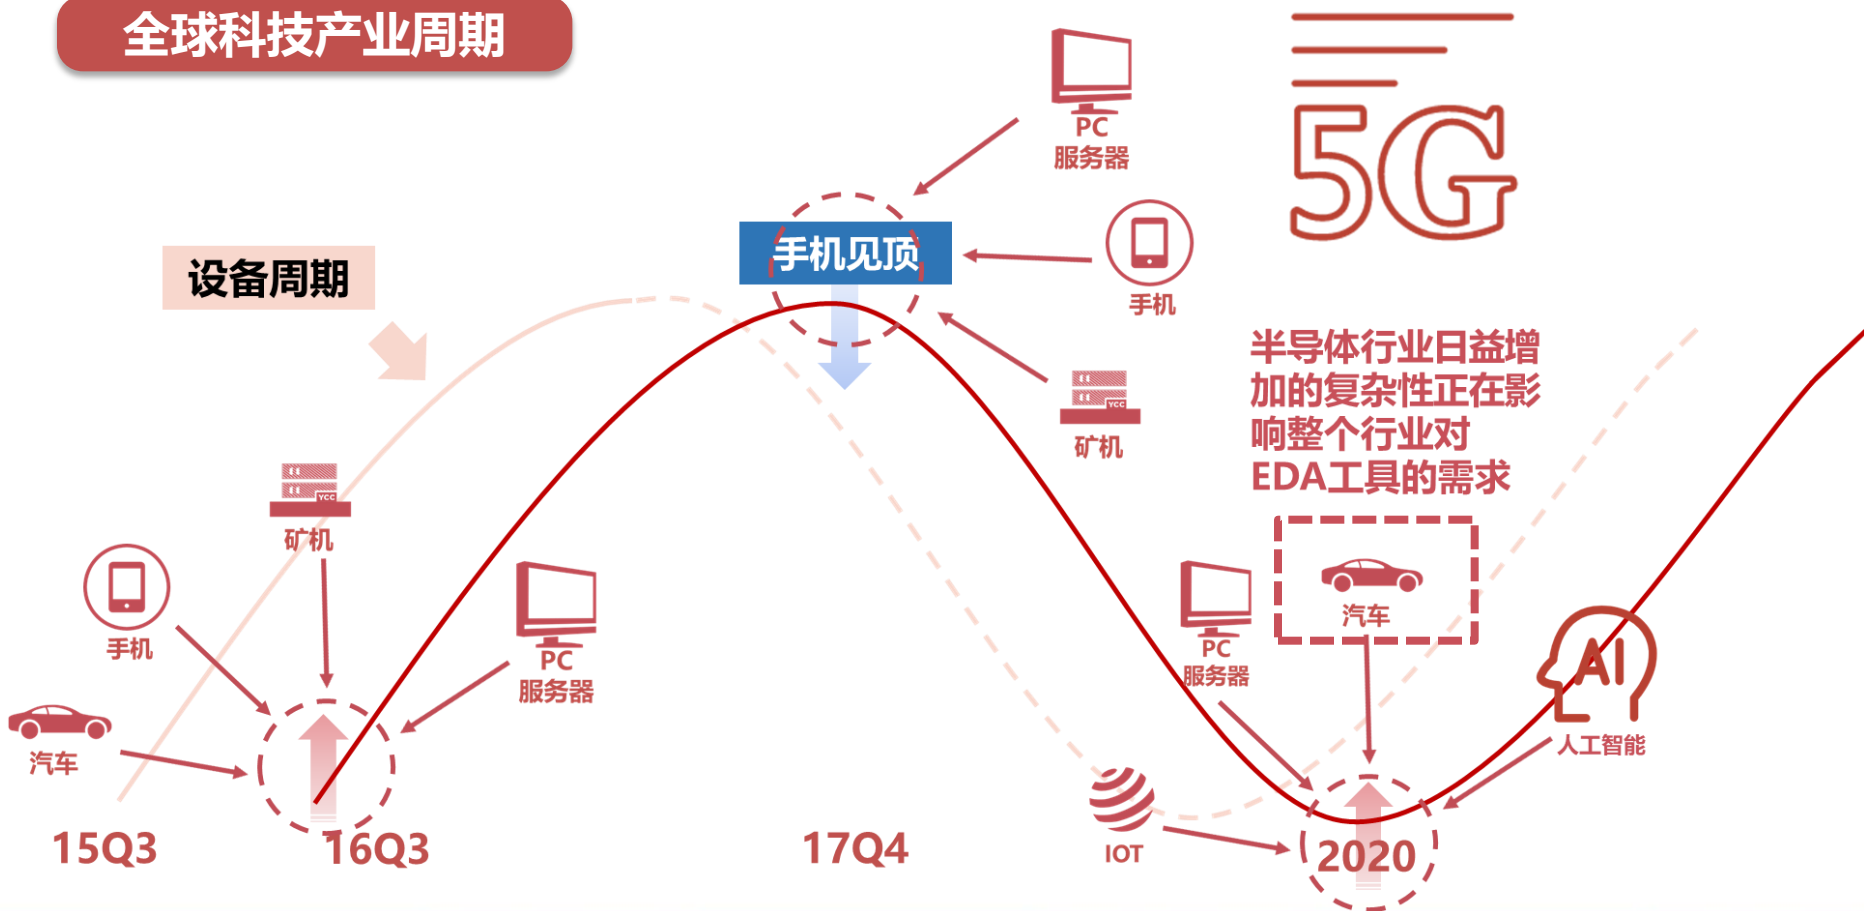 全球科技产业周期
PC
服务器
5G
手机
手机见顶
设备周期
YCC
矿机
半导体行业日益增
加的复杂性正在影
响整个行业对
EDA工具的需求
YCC
矿机
手机
PC
服务器
汽车
PC
服务器
汽车
AI
人工智能
IOT
15Q3
16Q3
17Q4
2020